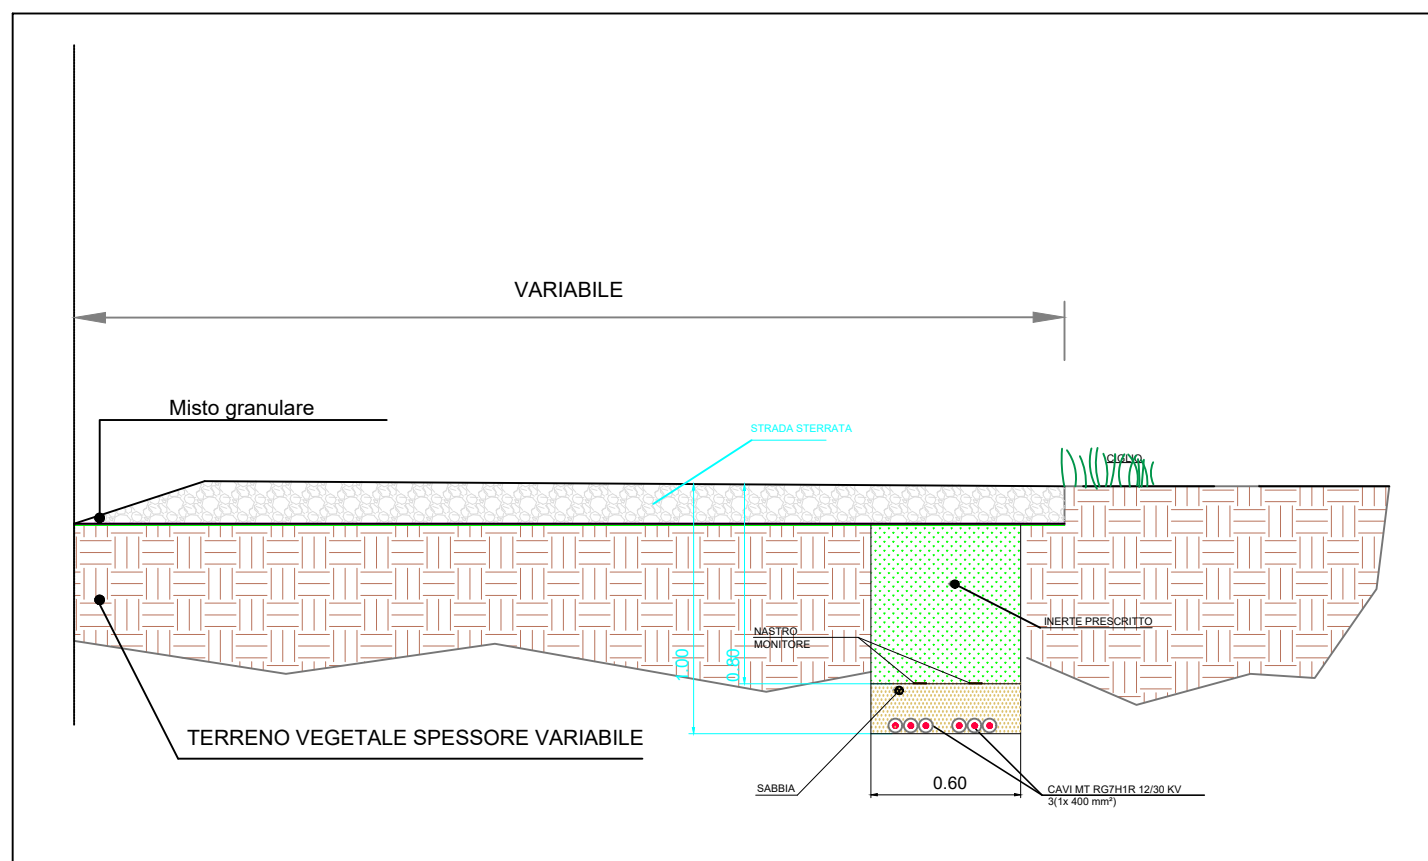 VARIABILE
Misto granulare
STRADA STERRATA
CIGLIO
INERTE PRESCRITTO
NASTRO
MONITORE
1.00
0.80
TERRENO VEGETALE SPESSORE VARIABILE
SABBIA
0.60
CAVI MT RG7H1R 12/30 KV
3(1x 400 mm²)